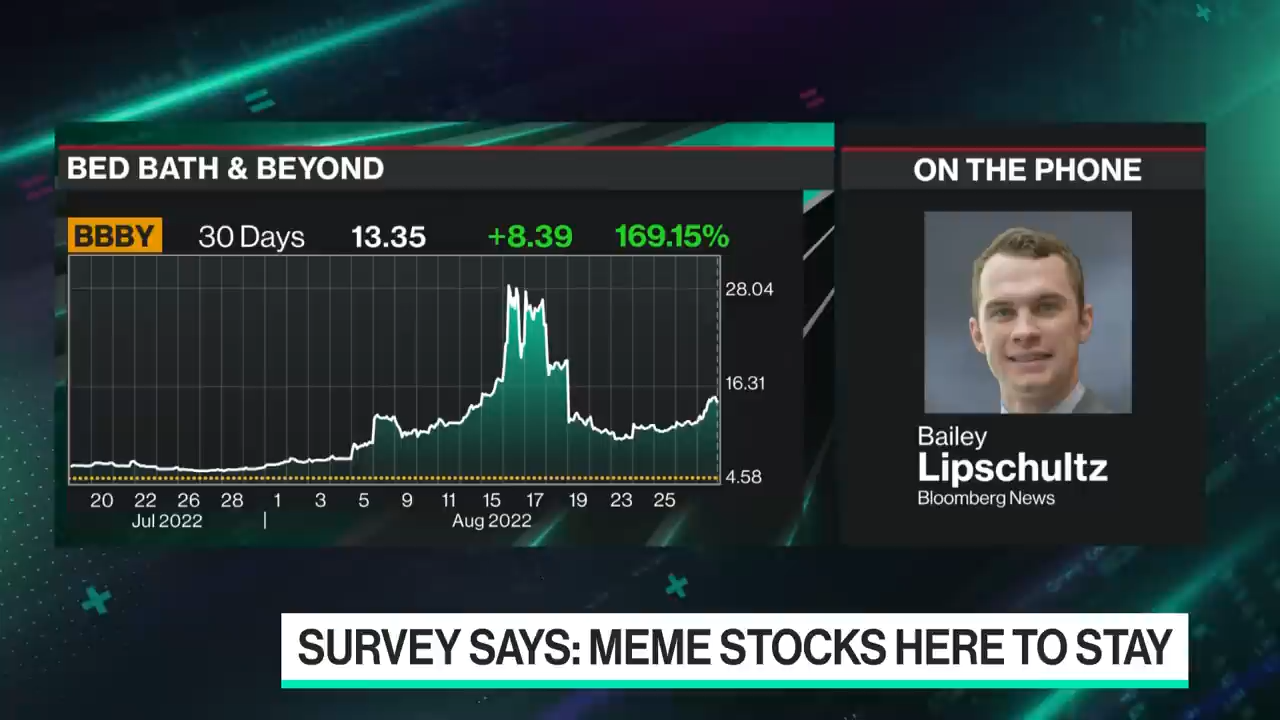 BED BATH & BEYOND
BBBY 30 Days 13.35 +8.39 169.15%
28.04
16.31
4.58
20 22 26 28 1 3 5 9 11 15 17 19 23 25
Jul 2022 | Aug 2022
ON THE PHONE
Bailey
Lipschultz
Bloomberg News
SURVEY SAYS: MEME STOCKS HERE TO STAY